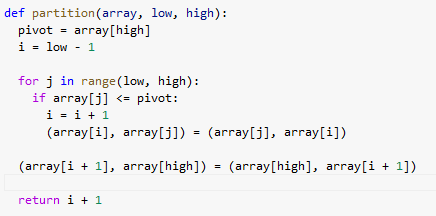 def partition(array, low, high):
  pivot = array[high]
  i = low - 1

  for j in range(low, high):
    if array[j] <= pivot:
      i = i + 1
      (array[i], array[j]) = (array[j], array[i])

  (array[i + 1], array[high]) = (array[high], array[i + 1])

  return i + 1